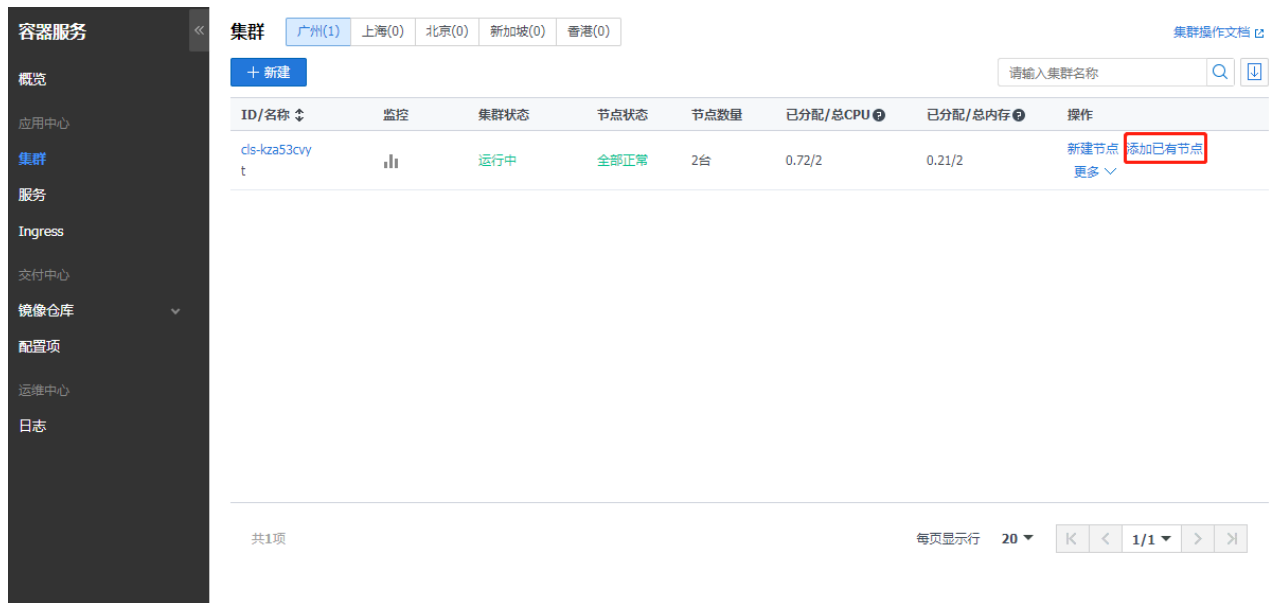 容器服务
概览
应用中心
集群
服务
Ingress
交付中心
镜像仓库
配置项
运维中心
日志
集群 广州(1) 上海(0) 北京(0) 新加坡(0) 香港(0) 集群操作文档
+ 新建 请输入集群名称
ID/名称 监控 集群状态 节点状态 节点数量 已分配/总CPU 已分配/总内存 操作
cls-kza53cvy
t
运行中 全部正常 2台 0.72/2 0.21/2 新建节点 添加已有节点
更多
共1项 每页显示行 20 1/1